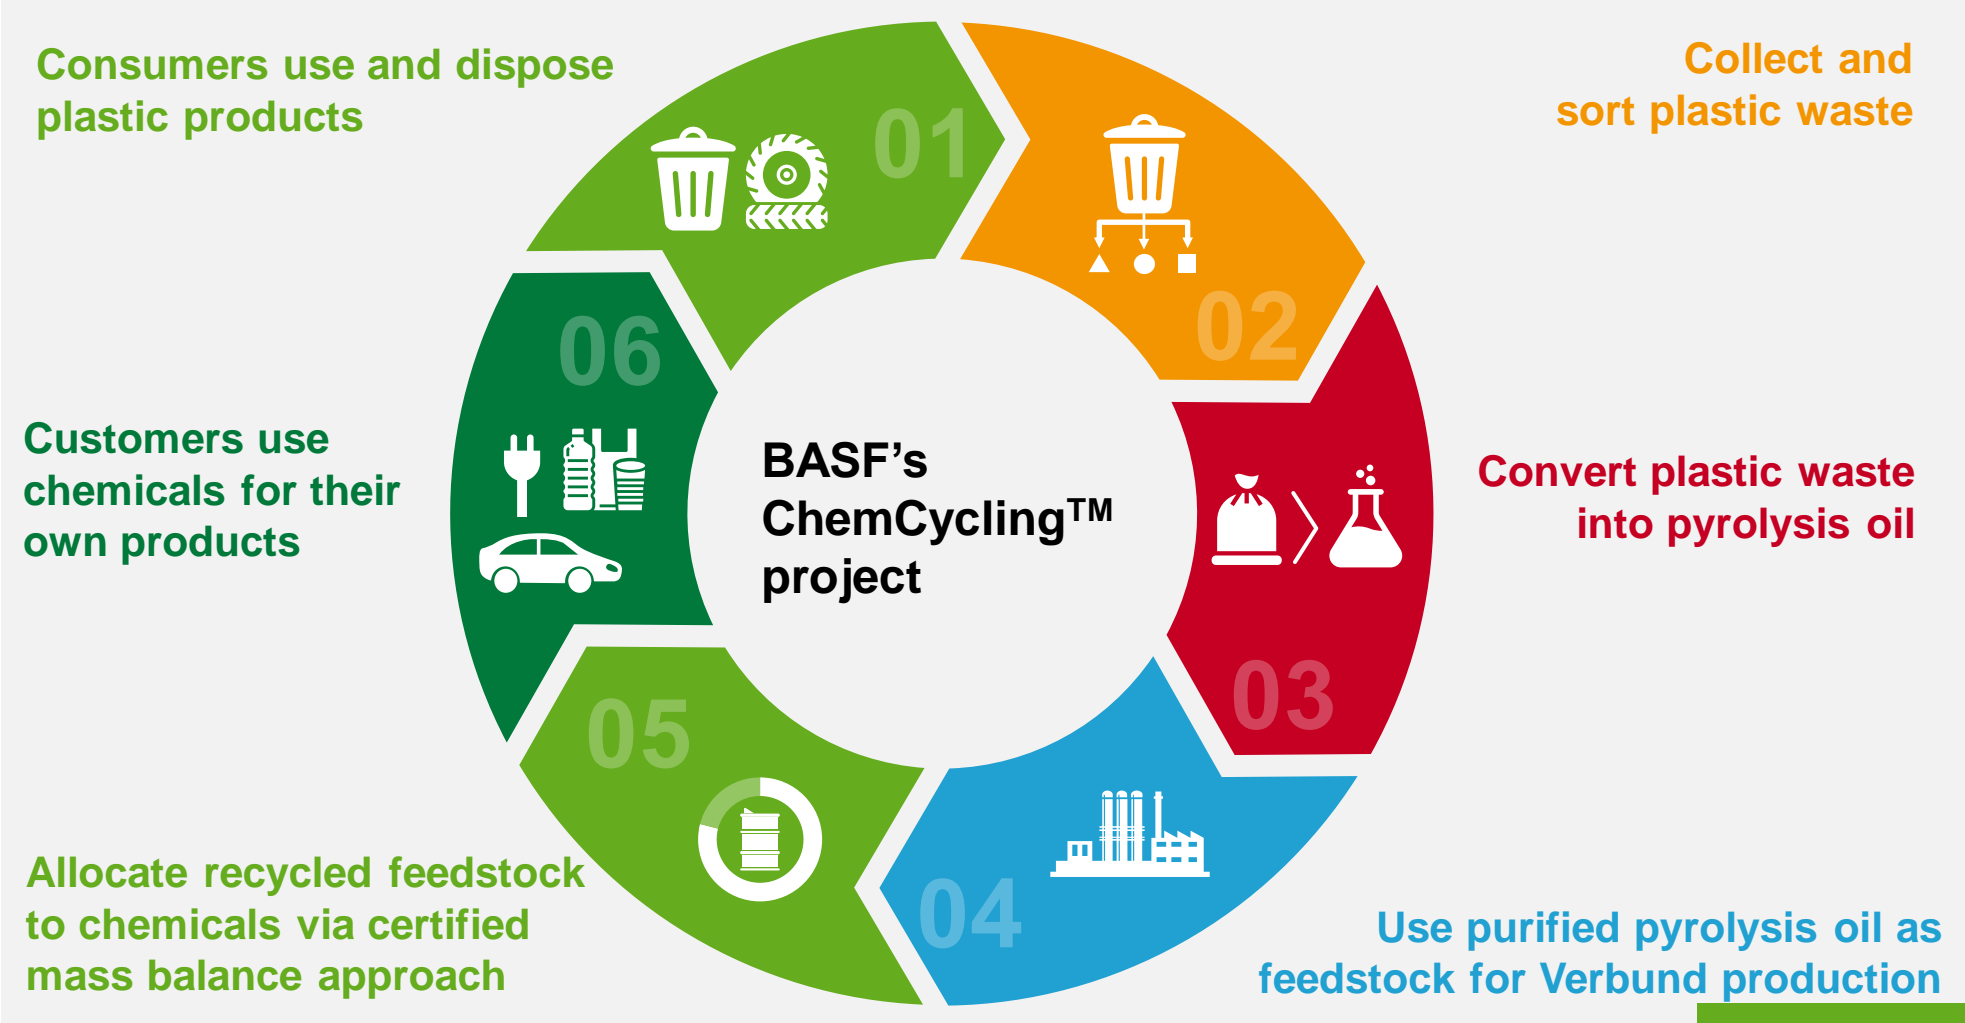 Consumers use and dispose
plastic products
01
Collect and
sort plastic waste
02
Convert plastic waste
into pyrolysis oil
03
Use purified pyrolysis oil as
feedstock for Verbund production
04
Allocate recycled feedstock
to chemicals via certified
mass balance approach
05
Customers use
chemicals for their
own products
06
BASF’s
ChemCycling™
project